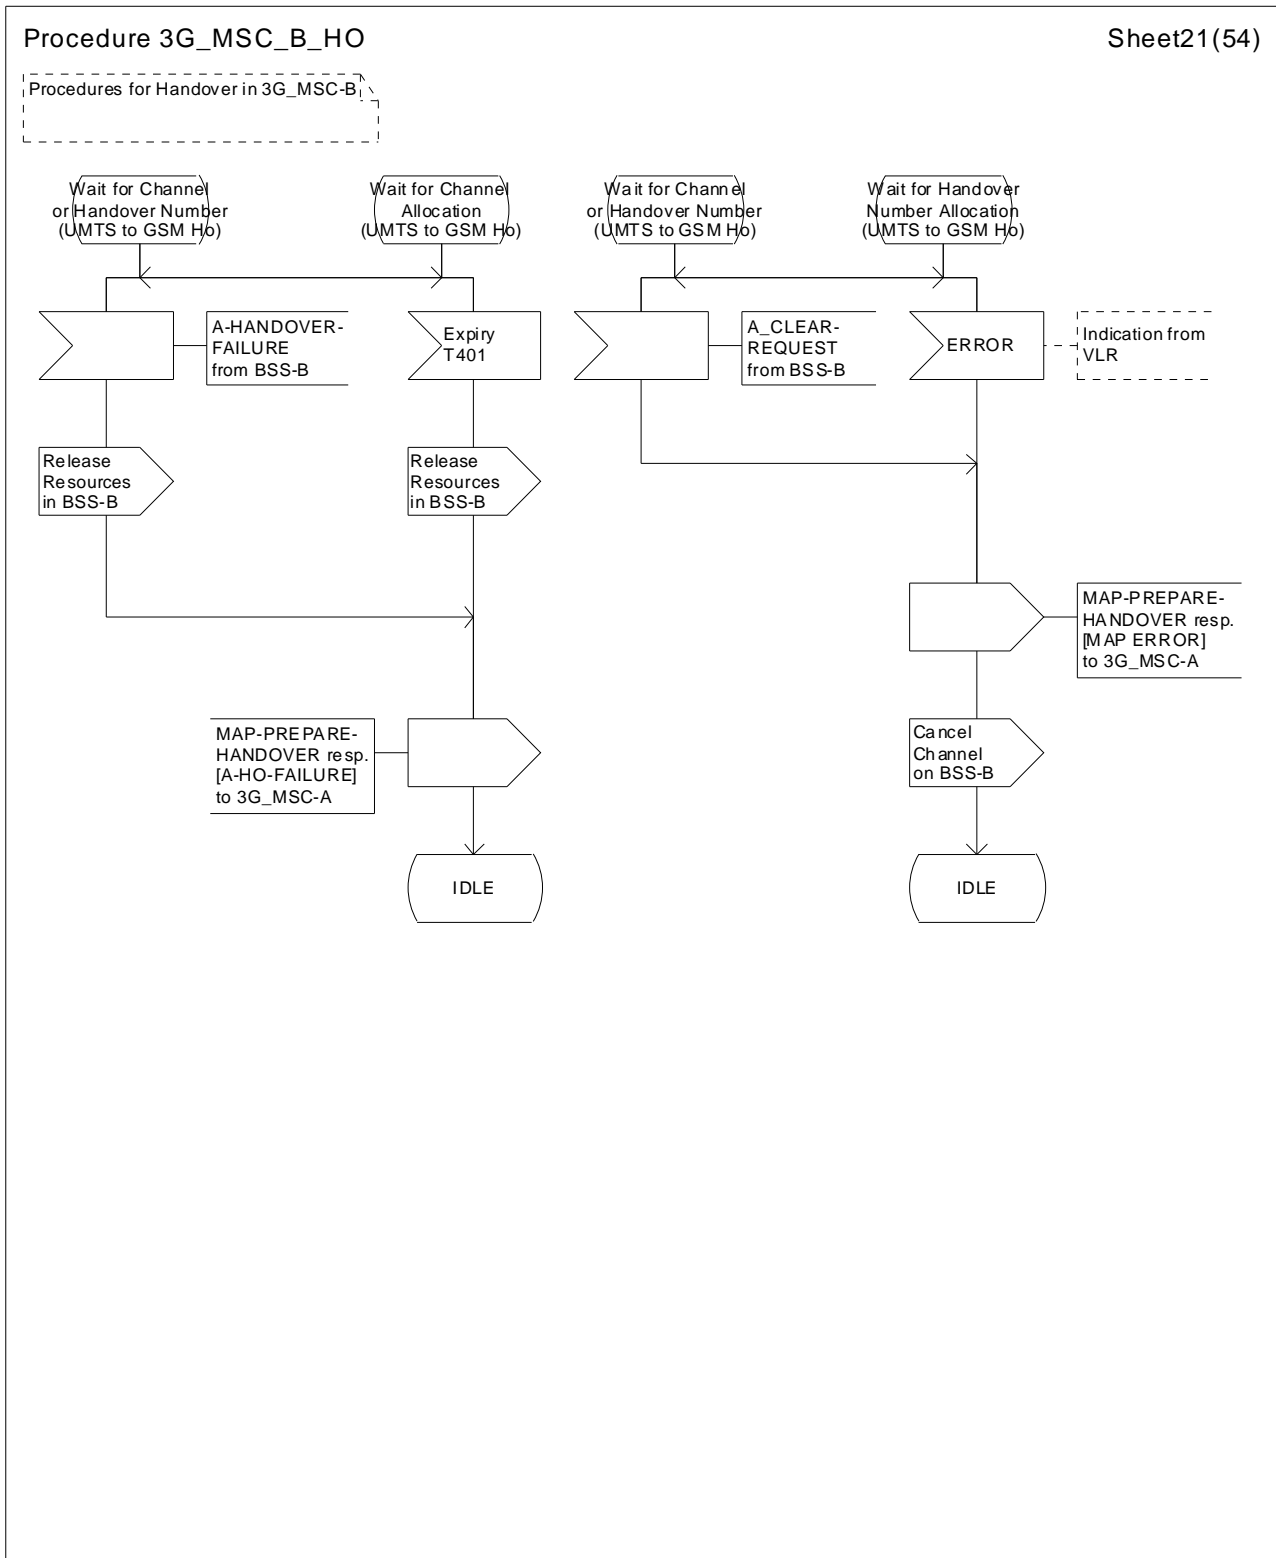 Procedure 3G_MSC_B_HO
Sheet21(54)
Procedures for Handover in 3G_MSC-B
Wait for Channel
or Handover Number
(UMTS to GSM Ho)
Wait for Channel
Allocation
(UMTS to GSM Ho)
Wait for Channel
or Handover Number
(UMTS to GSM Ho)
Wait for Handover
Number Allocation
(UMTS to GSM Ho)
A-HANDOVER-
FAILURE
from BSS-B
Expiry
T401
A_CLEAR-
REQUEST
from BSS-B
ERROR
Indication from
VLR
Release
Resources
in BSS-B
Release
Resources
in BSS-B
MAP-PREPARE-
HANDOVER resp.
[MAP ERROR]
to 3G_MSC-A
MAP-PREPARE-
HANDOVER resp.
[A-HO-FAILURE]
to 3G_MSC-A
Cancel
Channel
on BSS-B
IDLE
IDLE